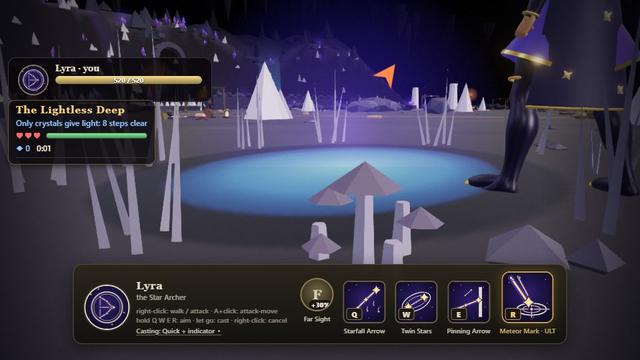 Lyra · you
520 / 520
The Lightless Deep
Only crystals give light: 8 steps clear
0 0:01
Lyra
the Star Archer
right-click: walk / attack · A+click: attack-move
hold Q W E R: aim · let go: cast · right-click: cancel
Casting: Quick + indicator
F
+30%
Far Sight
Q
Starfall Arrow
W
Twin Stars
E
Pinning Arrow
R
Meteor Mark · ULT